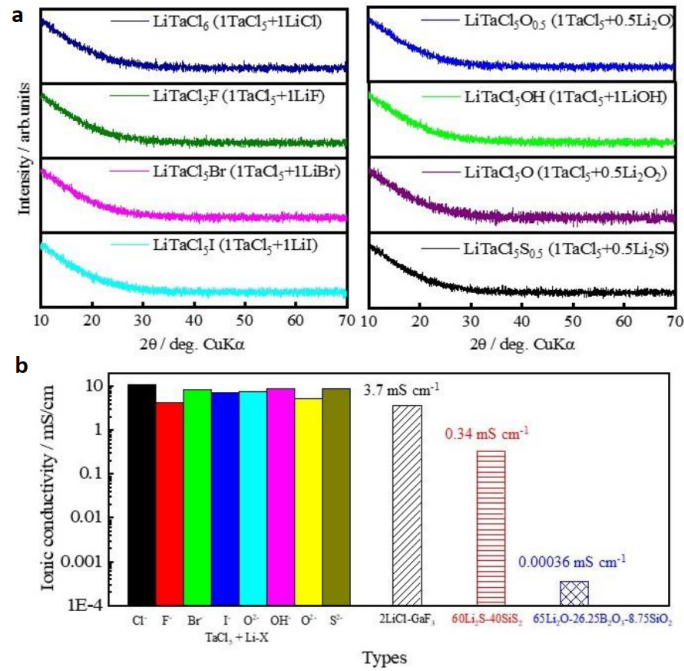 a
LiTaCl₆ (1TaCl₅+1LiCl)
LiTaCl₅F (1TaCl₅+1LiF)
LiTaCl₅Br (1TaCl₅+1LiBr)
LiTaCl₅I (1TaCl₅+1LiI)
Intensity / arb.units
10 20 30 40 50 60 70
2θ / deg. CuKα
LiTaCl₅O₀.₅ (1TaCl₅+0.5Li₂O)
LiTaCl₅OH (1TaCl₅+1LiOH)
LiTaCl₅O (1TaCl₅+0.5Li₂O₂)
LiTaCl₅S₀.₅ (1TaCl₅+0.5Li₂S)
10 20 30 40 50 60 70
2θ / deg. CuKα
b
Ionic conductivity / mS/cm
10
1
0.1
0.01
0.001
1E-4
3.7 mS cm⁻¹
0.34 mS cm⁻¹
0.00036 mS cm⁻¹
Cl⁻ F⁻ Br⁻ I⁻ O²⁻ OH⁻ O²⁻ S²⁻
TaCl₅ + Li-X
2LiCl-GaF₃
60Li₂S-40SiS₂
65Li₂O-26.25B₂O₃-8.75SiO₂
Types